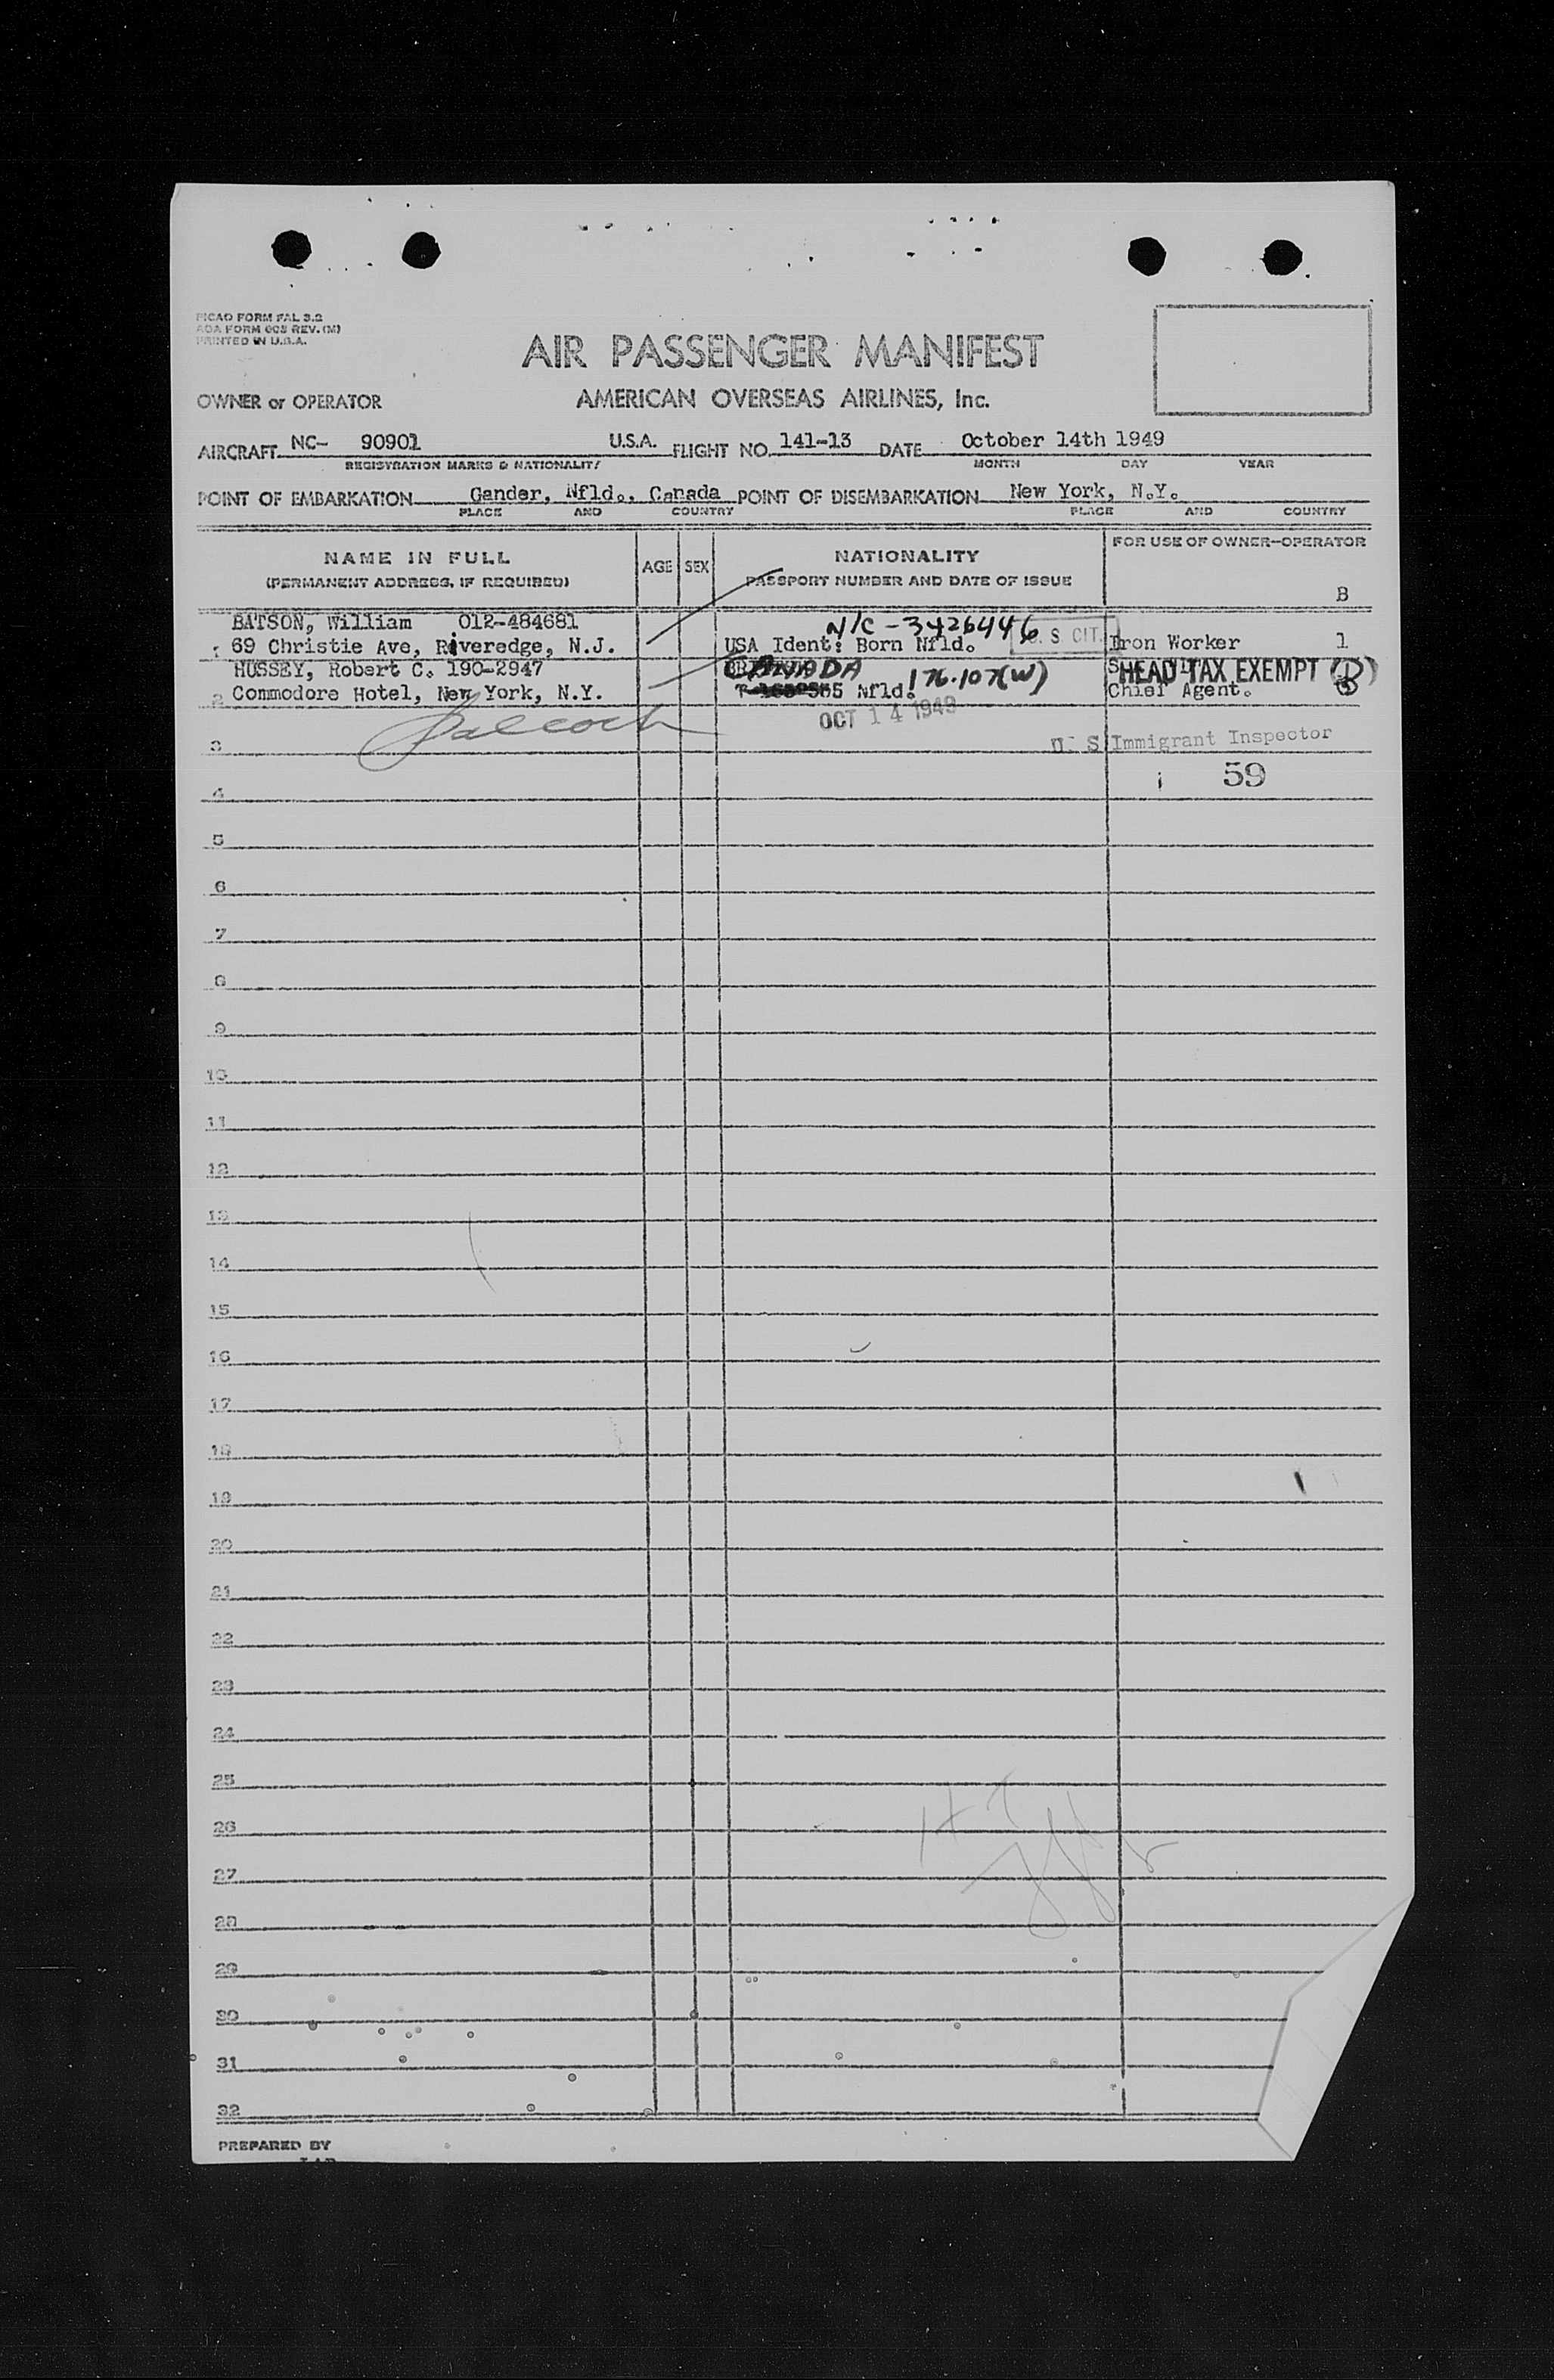 PICAO FORM FAL 3.2
AOA FORM 603 REV. (M)
PRINTED IN U.S.A.
AIR PASSENGER MANIFEST
OWNER or OPERATOR AMERICAN OVERSEAS AIRLINES, Inc.
AIRCRAFT NC- 90901 U.S.A. FLIGHT NO. 141-13 DATE October 14th 1949
REGISTRATION MARKS & NATIONALITY MONTH DAY YEAR
POINT OF EMBARKATION Gander, Nfld., Canada POINT OF DISEMBARKATION New York, N.Y.
PLACE AND COUNTRY PLACE AND COUNTRY
NAME IN FULL AGE SEX NATIONALITY FOR USE OF OWNER-OPERATOR
(PERMANENT ADDRESS, IF REQUIRED) PASSPORT NUMBER AND DATE OF ISSUE
B
BATSON, William 012-484681 N/C-3426446
69 Christie Ave, Riveredge, N.J. USA Ident: Born Nfld. S. CIT. Iron Worker 1
HUSSEY, Robert C. 190-2947 CANADA 176.107(W) HEAD TAX EXEMPT
2 Commodore Hotel, New York, N.Y. Nfld. Chief Agent.
OCT 14 1949
3 U S Immigrant Inspector
59
4
5
6
7
8
9
10
11
12
13
14
15
16
17
18
19
20
21
22
23
24
25
26
27
28
29
30
31
32
PREPARED BY